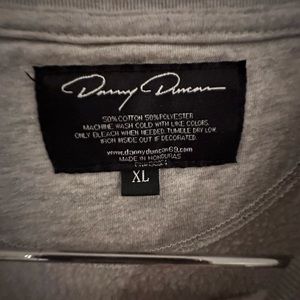 Danny Duncan
50% COTTON 50% POLYESTER
MACHINE WASH COLD WITH LIKE COLORS.
ONLY BLEACH WHEN NEEDED. TUMBLE DRY LOW.
IRON INSIDE OUT IF DECORATED.
www.dannyduncan69.com
MADE IN HONDURAS
XL